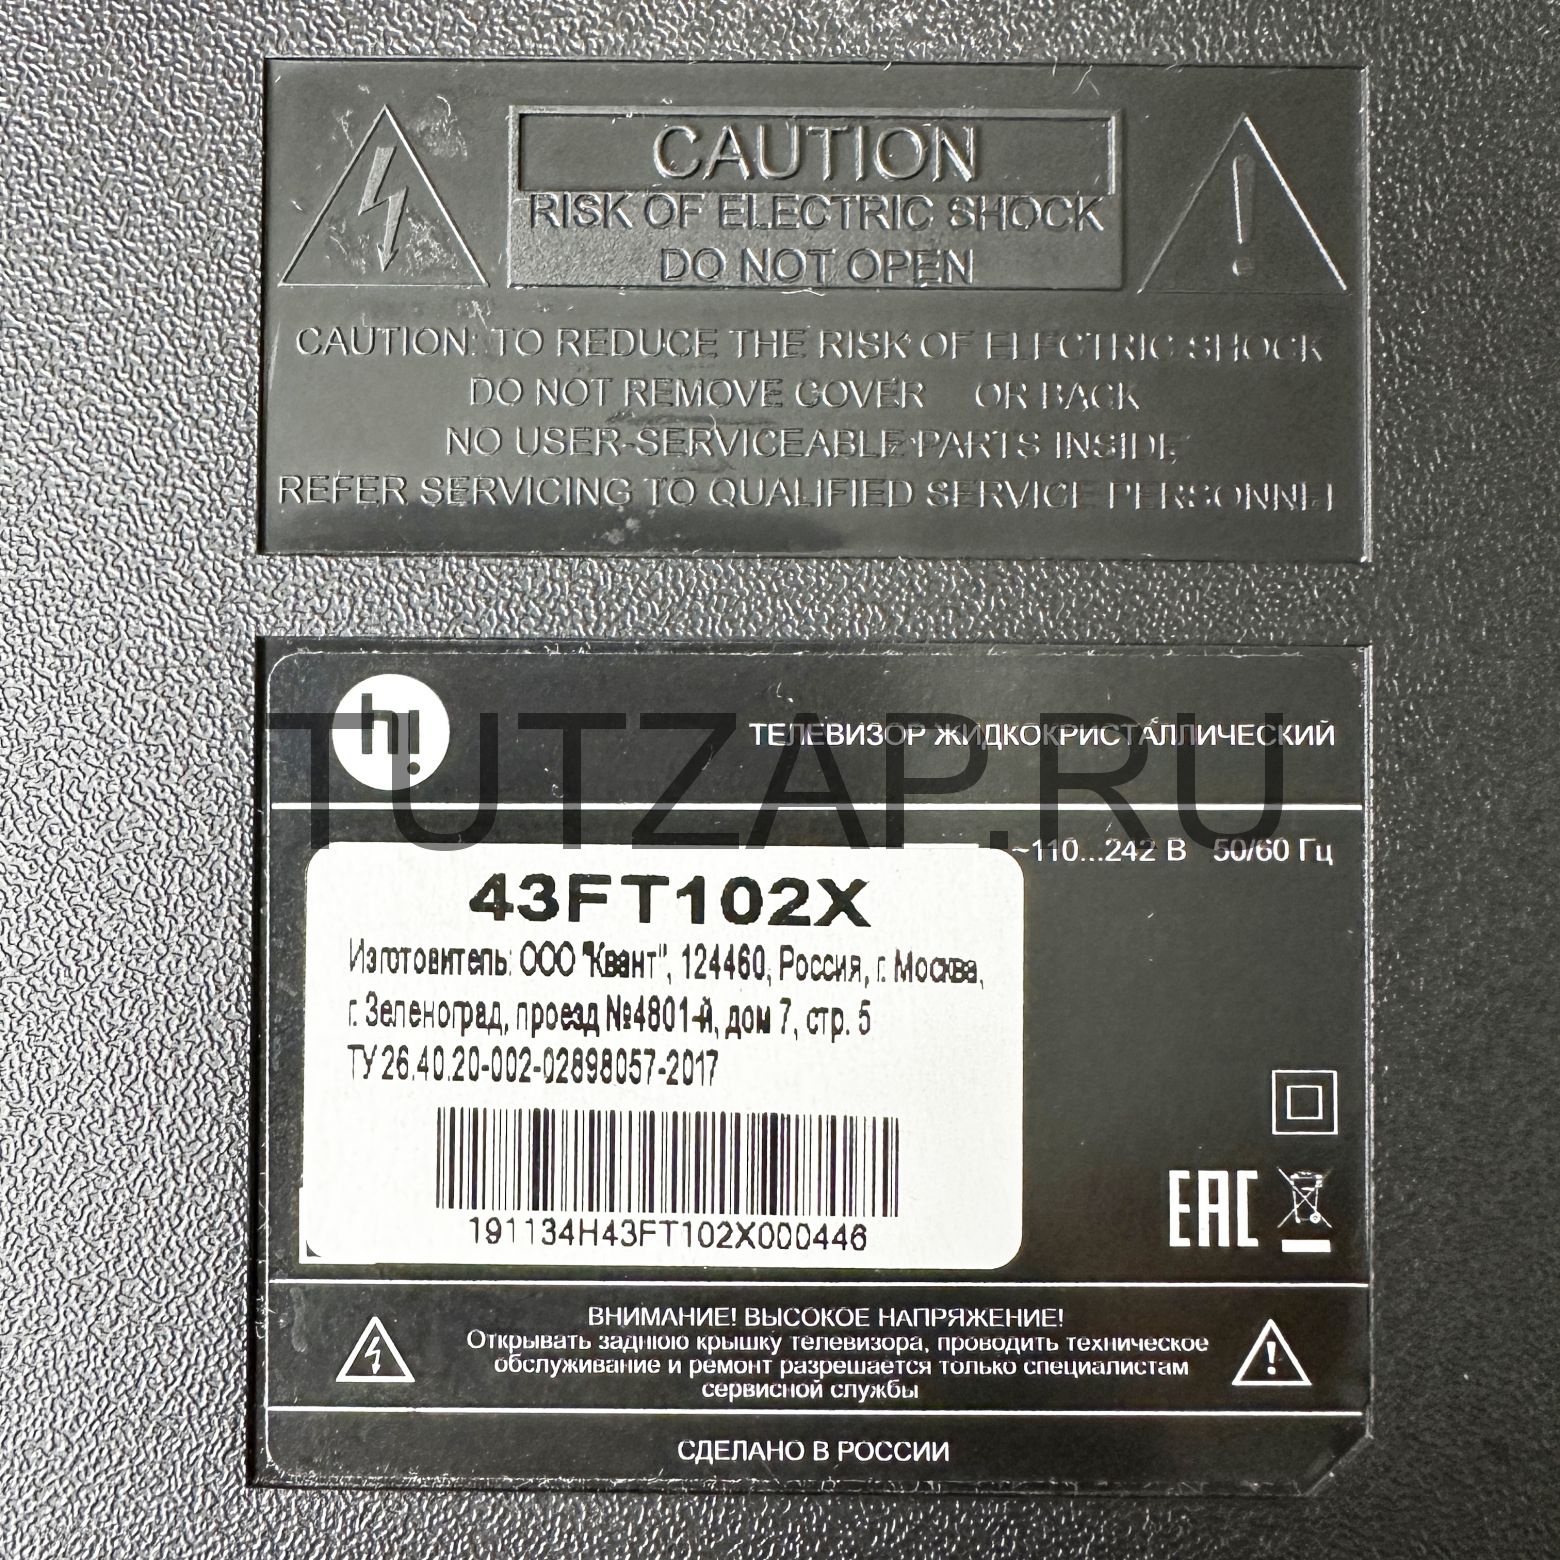 CAUTION
RISK OF ELECTRIC SHOCK
DO NOT OPEN
CAUTION: TO REDUCE THE RISK OF ELECTRIC SHOCK
DO NOT REMOVE COVER OR BACK
NO USER-SERVICEABLE PARTS INSIDE
REFER SERVICING TO QUALIFIED SERVICE PERSONNEL
hi
ТЕЛЕВИЗОР ЖИДКОКРИСТАЛЛИЧЕСКИЙ
TUTZAP.RU
~110...242 В 50/60 Гц
43FT102X
Изготовитель: ООО "Квант", 124460, Россия, г. Москва,
г. Зеленоград, проезд №4801-й, дом 7, стр. 5
ТУ 26.40.20-002-02898057-2017
191134H43FT102X000446
EAC
ВНИМАНИЕ! ВЫСОКОЕ НАПРЯЖЕНИЕ!
Открывать заднюю крышку телевизора, проводить техническое
обслуживание и ремонт разрешается только специалистам
сервисной службы
СДЕЛАНО В РОССИИ